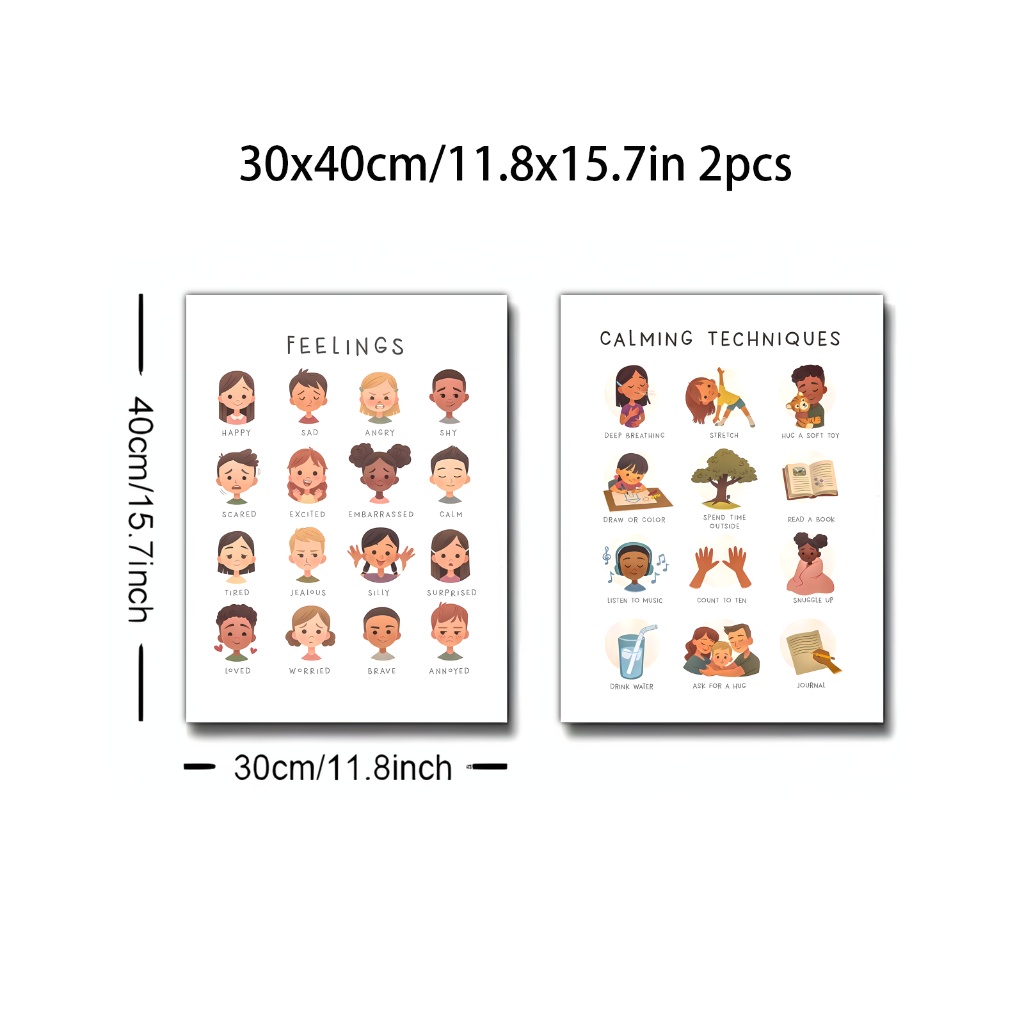 30x40cm/11.8x15.7in 2pcs
40cm/15.7inch
FEELINGS
HAPPY SAD ANGRY SHY
SCARED EXCITED EMBARRASSED CALM
TIRED JEALOUS SILLY SURPRISED
LOVED WORRIED BRAVE ANNOYED
30cm/11.8inch
CALMING TECHNIQUES
DEEP BREATHING STRETCH HUG A SOFT TOY
DRAW OR COLOR SPEND TIME OUTSIDE READ A BOOK
LISTEN TO MUSIC COUNT TO TEN SNUGGLE UP
DRINK WATER ASK FOR A HUG JOURNAL